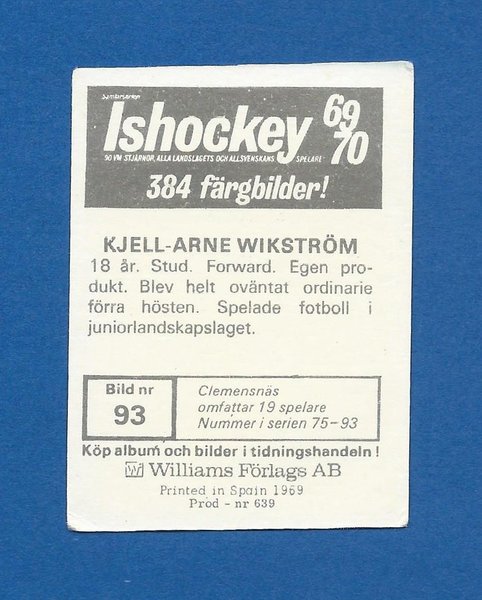 Samlarserien
Ishockey 69
70
90 VM STJÄRNOR, ALLA LANDSLAGETS OCH ALLSVENSKANS SPELARE
384 färgbilder!
KJELL-ARNE WIKSTRÖM
18 år. Stud. Forward. Egen pro-
dukt. Blev helt oväntat ordinarie
förra hösten. Spelade fotboll i
juniorlandskapslaget.
Bild nr
93
Clemensnäs
omfattar 19 spelare
Nummer i serien 75-93
Köp album och bilder i tidningshandeln!
W Williams Förlags AB
Printed in Spain 1969
Prod - nr 639